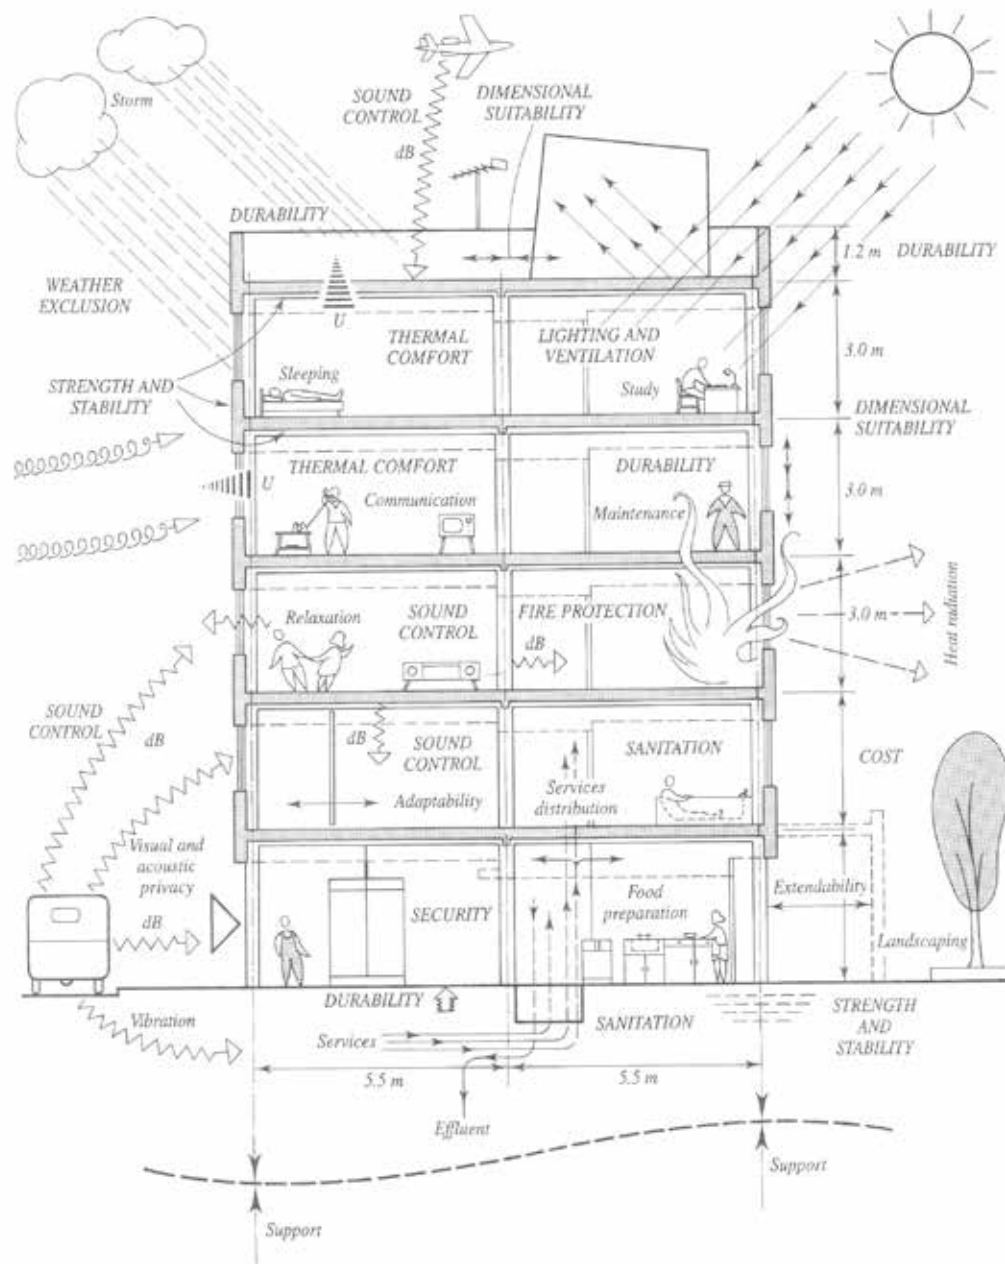 Storm
SOUND
CONTROL
dB
DIMENSIONAL
SUITABILITY
DURABILITY
1.2 m
DURABILITY
WEATHER
EXCLUSION
U
THERMAL
COMFORT
LIGHTING AND
VENTILATION
3.0 m
Sleeping
Study
STRENGTH AND
STABILITY
DIMENSIONAL
SUITABILITY
THERMAL COMFORT
DURABILITY
U
Communication
Maintenance
3.0 m
Relaxation
SOUND
CONTROL
FIRE PROTECTION
dB
3.0 m
Heat radiation
SOUND
CONTROL
dB
dB
SOUND
CONTROL
SANITATION
COST
Adaptability
Services
distribution
Visual and
acoustic
privacy
dB
SECURITY
Food
preparation
Extendability
Landscaping
DURABILITY
SANITATION
STRENGTH
AND
STABILITY
Vibration
Services
5.5 m
5.5 m
Effluent
Support
Support